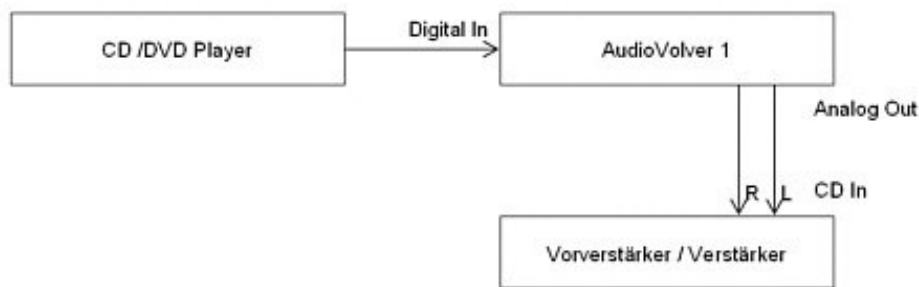 Digital In
CD /DVD Player
AudioVolver 1
Analog Out
R L CD In
Vorverstärker / Verstärker